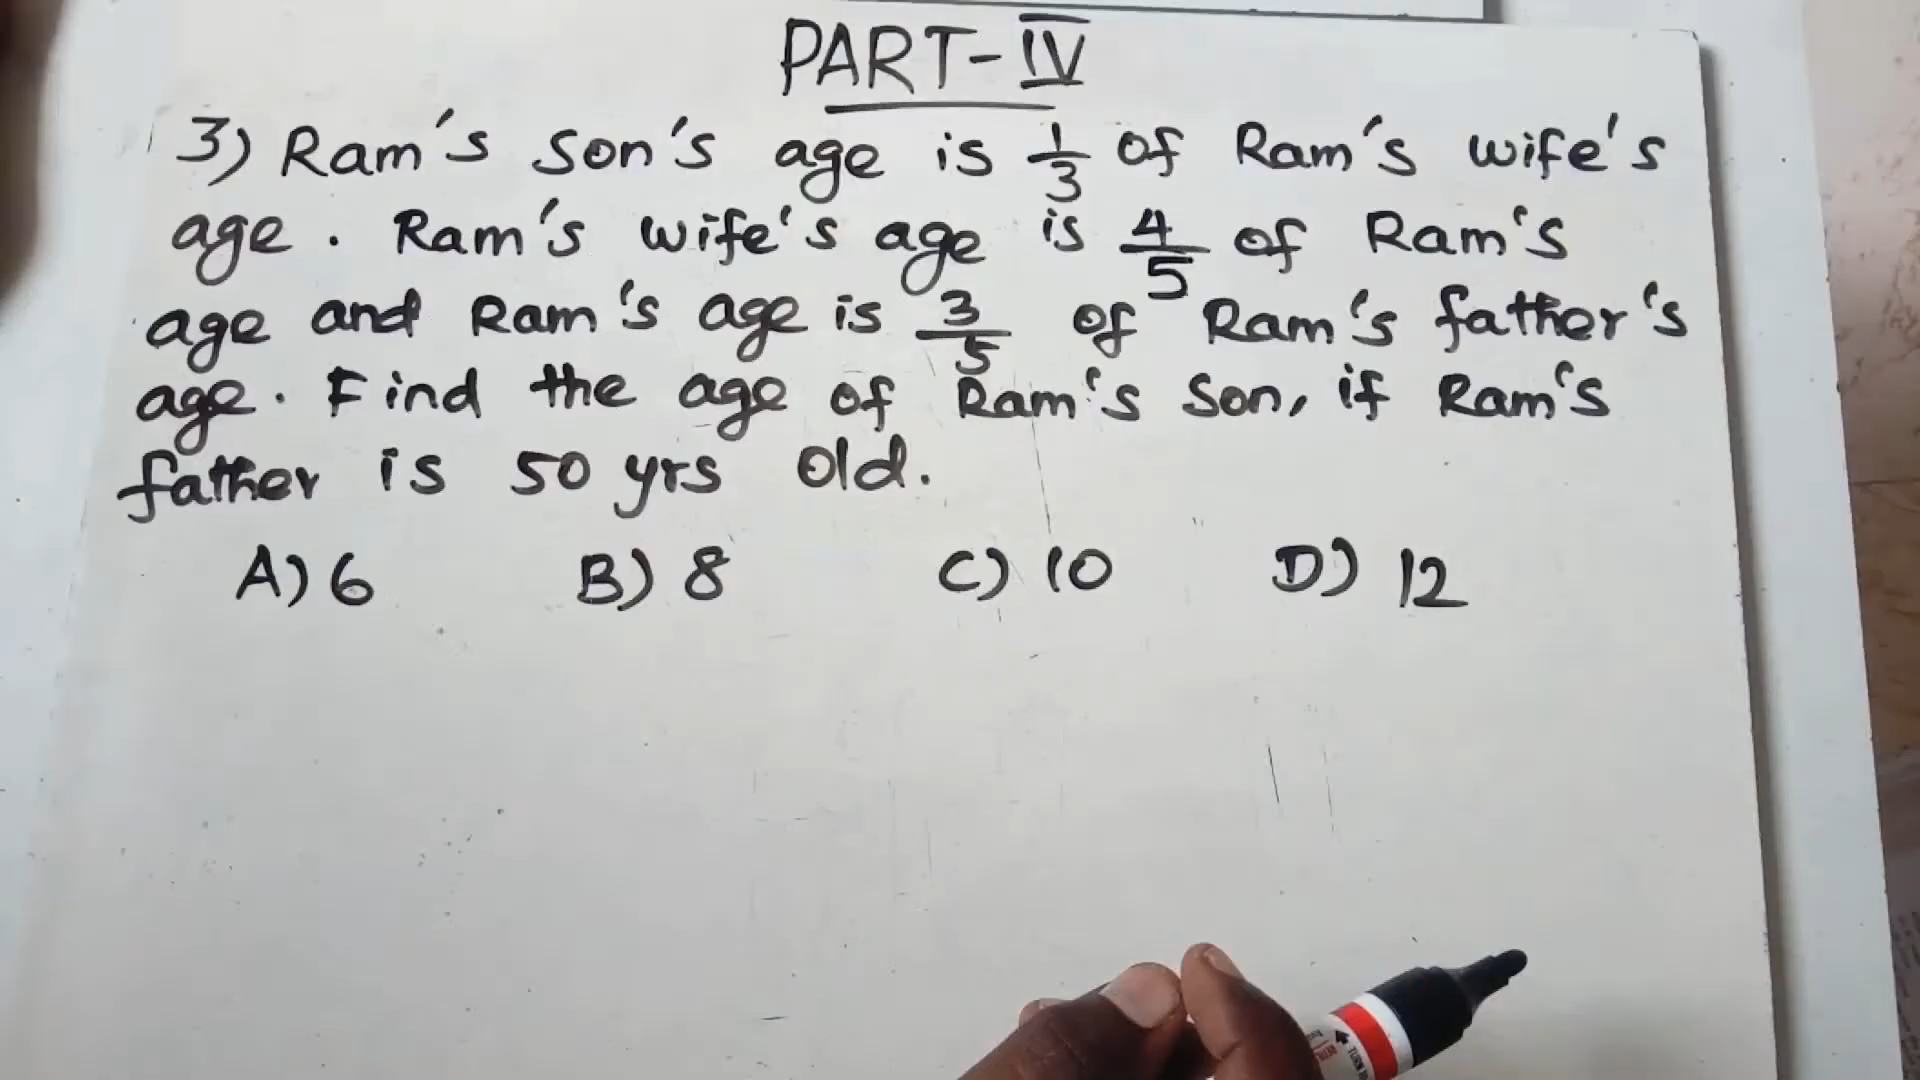 PART-IV
3) Ram's son's age is 1/3 of Ram's wife's
age. Ram's wife's age is 4/5 of Ram's
age and Ram's age is 3/5 of Ram's father's
age. Find the age of Ram's son, if Ram's
father is 50 yrs old.
A) 6 B) 8 C) 10 D) 12